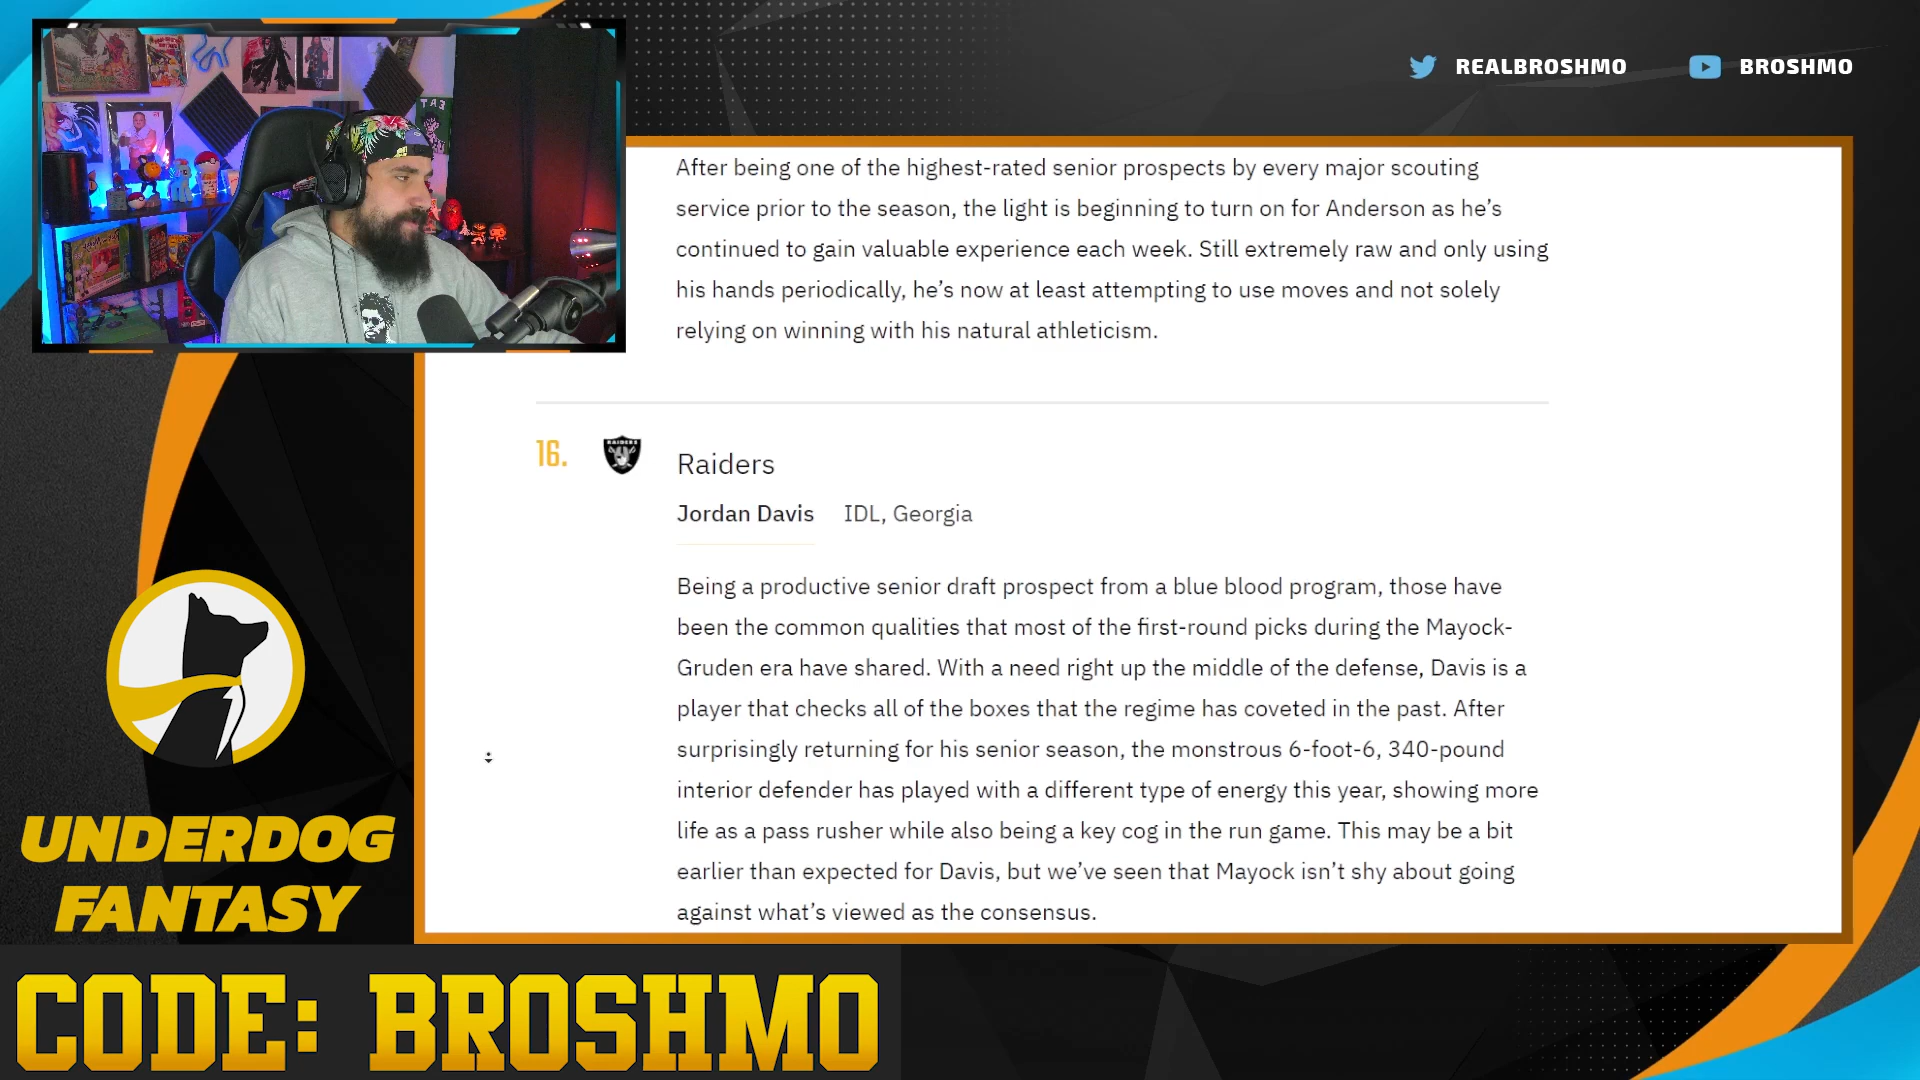 REALBROSHMO
BROSHMO
After being one of the highest-rated senior prospects by every major scouting
service prior to the season, the light is beginning to turn on for Anderson as he’s
continued to gain valuable experience each week. Still extremely raw and only using
his hands periodically, he’s now at least attempting to use moves and not solely
relying on winning with his natural athleticism.
16.
RAIDERS
Raiders
Jordan Davis IDL, Georgia
Being a productive senior draft prospect from a blue blood program, those have
been the common qualities that most of the first-round picks during the Mayock-
Gruden era have shared. With a need right up the middle of the defense, Davis is a
player that checks all of the boxes that the regime has coveted in the past. After
surprisingly returning for his senior season, the monstrous 6-foot-6, 340-pound
interior defender has played with a different type of energy this year, showing more
life as a pass rusher while also being a key cog in the run game. This may be a bit
earlier than expected for Davis, but we’ve seen that Mayock isn’t shy about going
against what’s viewed as the consensus.
UNDERDOG
FANTASY
CODE: BROSHMO